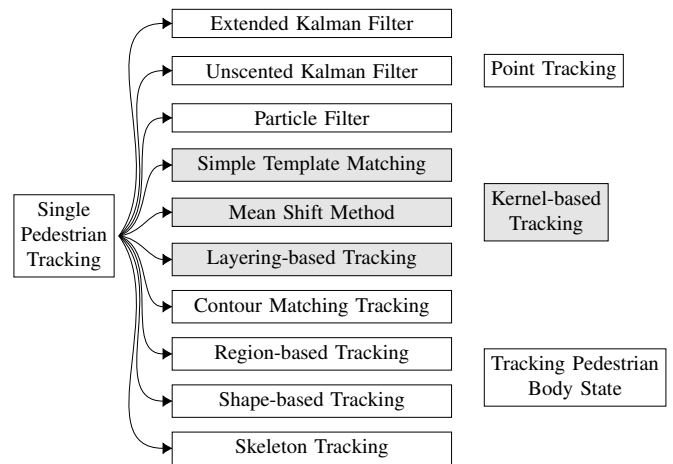 Single
Pedestrian
Tracking
Extended Kalman Filter
Unscented Kalman Filter
Particle Filter
Simple Template Matching
Mean Shift Method
Layering-based Tracking
Contour Matching Tracking
Region-based Tracking
Shape-based Tracking
Skeleton Tracking
Point Tracking
Kernel-based
Tracking
Tracking Pedestrian
Body State